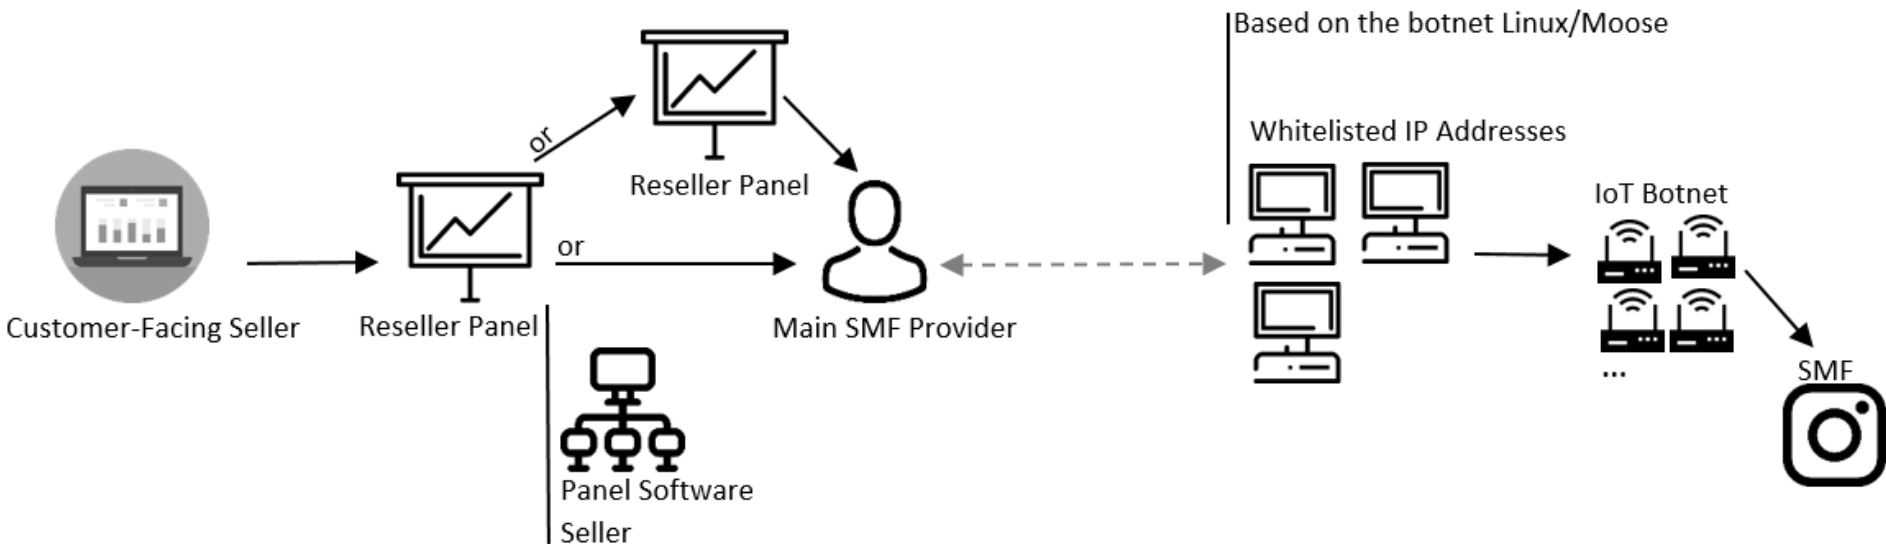 Based on the botnet Linux/Moose
or
Reseller Panel
Whitelisted IP Addresses
IoT Botnet
or
Customer-Facing Seller
Reseller Panel
Main SMF Provider
...
SMF
Panel Software
Seller